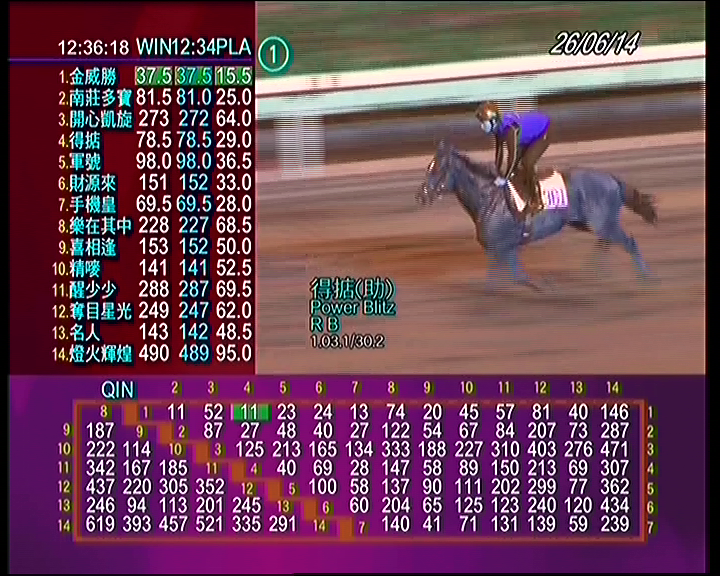 12:36:18 WIN12:34PLA
1
26/06/14
1.金威勝 37.5 37.5 15.5
2.南莊多寶 81.5 81.0 25.0
3.開心凱旋 273 272 64.0
4.得掂 78.5 78.5 29.0
5.軍號 98.0 98.0 36.5
6.財源來 151 152 33.0
7.手機皇 69.5 69.5 28.0
8.樂在其中 228 227 68.5
9.喜相逢 153 152 50.0
10.精嘜 141 141 52.5
11.醒少少 288 287 69.5
12.奪目星光 249 247 62.0
13.名人 143 142 48.5
14.燈火輝煌 490 489 95.0
得掂(助)
Power Blitz
R B
1.03.1/30.2
QIN 2 3 4 5 6 7 8 9 10 11 12 13 14
8 1 11 52 11 23 24 13 74 20 45 57 81 40 146 1
9 187 9 2 87 27 48 40 27 122 54 67 84 207 73 287 2
10 222 114 10 3 125 213 165 134 333 188 227 310 403 276 471 3
11 342 167 185 11 4 40 69 28 147 58 89 150 213 69 307 4
12 437 220 305 352 12 5 100 58 137 90 111 202 299 77 362 5
13 246 94 113 201 245 13 6 60 204 65 125 123 240 120 434 6
14 619 393 457 521 335 291 14 7 140 41 71 131 139 59 239 7